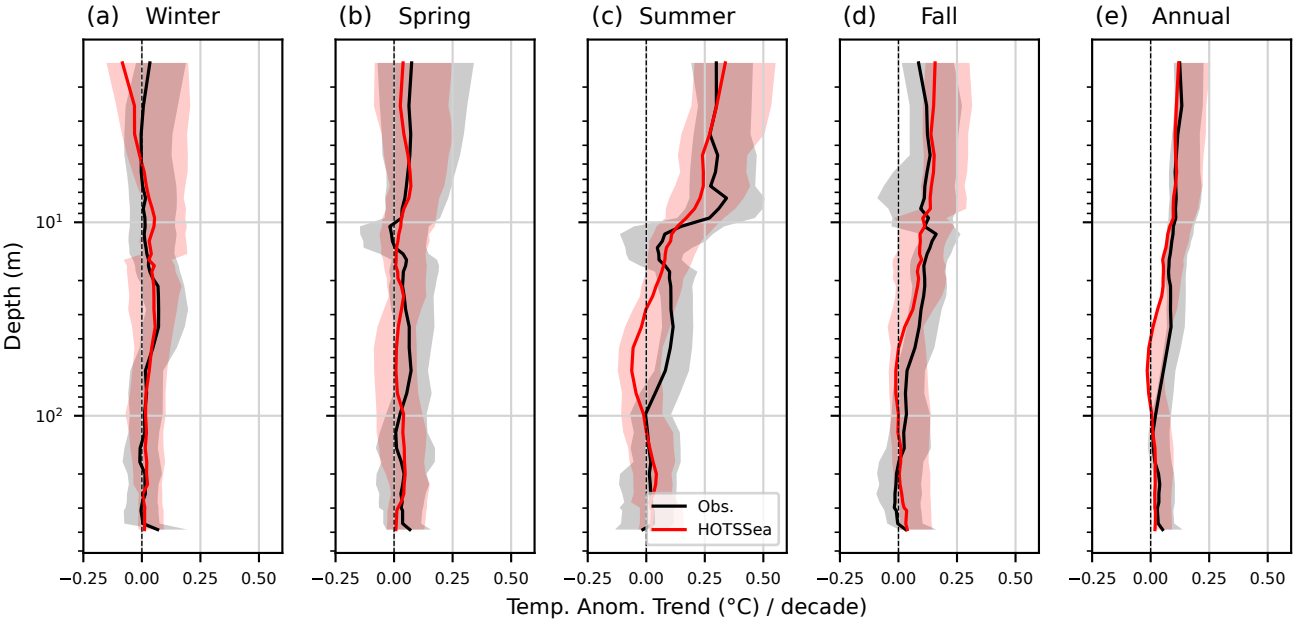 (a) Winter
(b) Spring
(c) Summer
(d) Fall
(e) Annual
Depth (m)
10¹
10²
Obs.
HOTSSea
−0.25 0.00 0.25 0.50
−0.25 0.00 0.25 0.50
−0.25 0.00 0.25 0.50
−0.25 0.00 0.25 0.50
−0.25 0.00 0.25 0.50
Temp. Anom. Trend (°C) / decade)